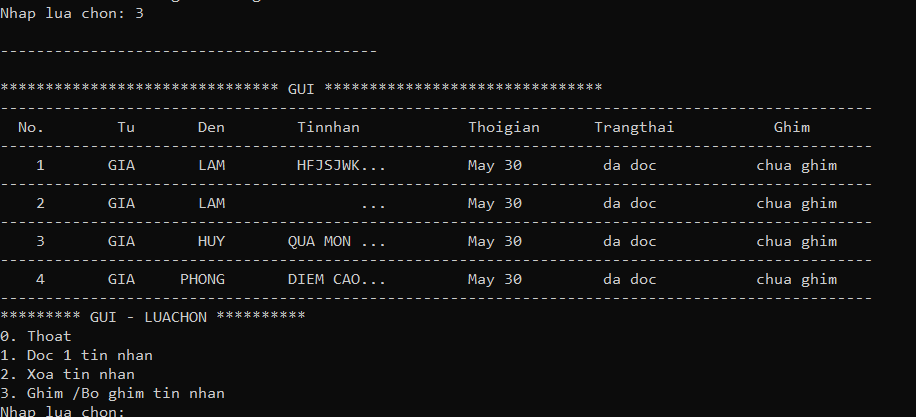 Nhap lua chon: 3
------------------------------------------
******************************* GUI *******************************
-------------------------------------------------------------------------------------------------
No. Tu Den Tinnhan Thoigian Trangthai Ghim
-------------------------------------------------------------------------------------------------
1 GIA LAM HFJSJWK... May 30 da doc chua ghim
-------------------------------------------------------------------------------------------------
2 GIA LAM ... May 30 da doc chua ghim
-------------------------------------------------------------------------------------------------
3 GIA HUY QUA MON ... May 30 da doc chua ghim
-------------------------------------------------------------------------------------------------
4 GIA PHONG DIEM CAO... May 30 da doc chua ghim
-------------------------------------------------------------------------------------------------
********* GUI - LUACHON **********
0. Thoat
1. Doc 1 tin nhan
2. Xoa tin nhan
3. Ghim /Bo ghim tin nhan
Nhap lua chon: